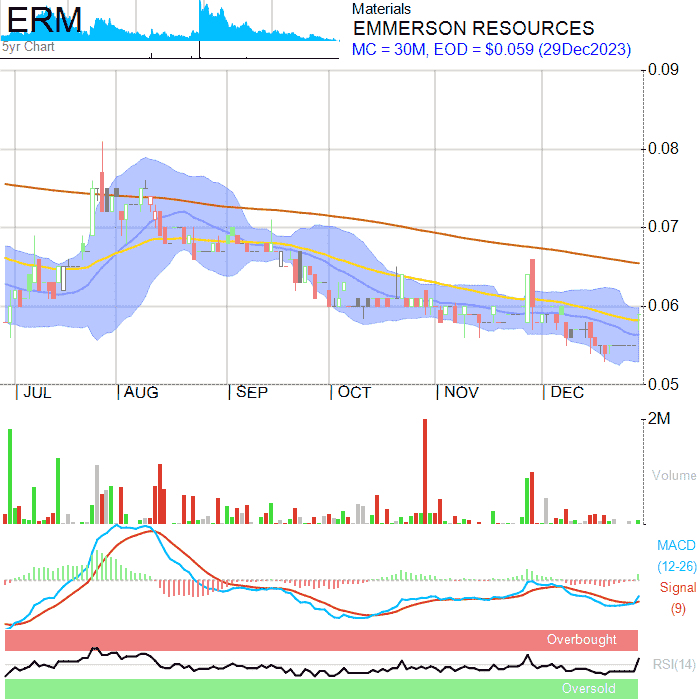 ERM
5yr Chart
Materials
EMMERSON RESOURCES
MC = 30M, EOD = $0.059 (29Dec2023)
0.09
0.08
0.07
0.06
0.05
JUL AUG SEP OCT NOV DEC
2M
Volume
MACD
(12-26)
Signal
(9)
Overbought
RSI(14)
Oversold